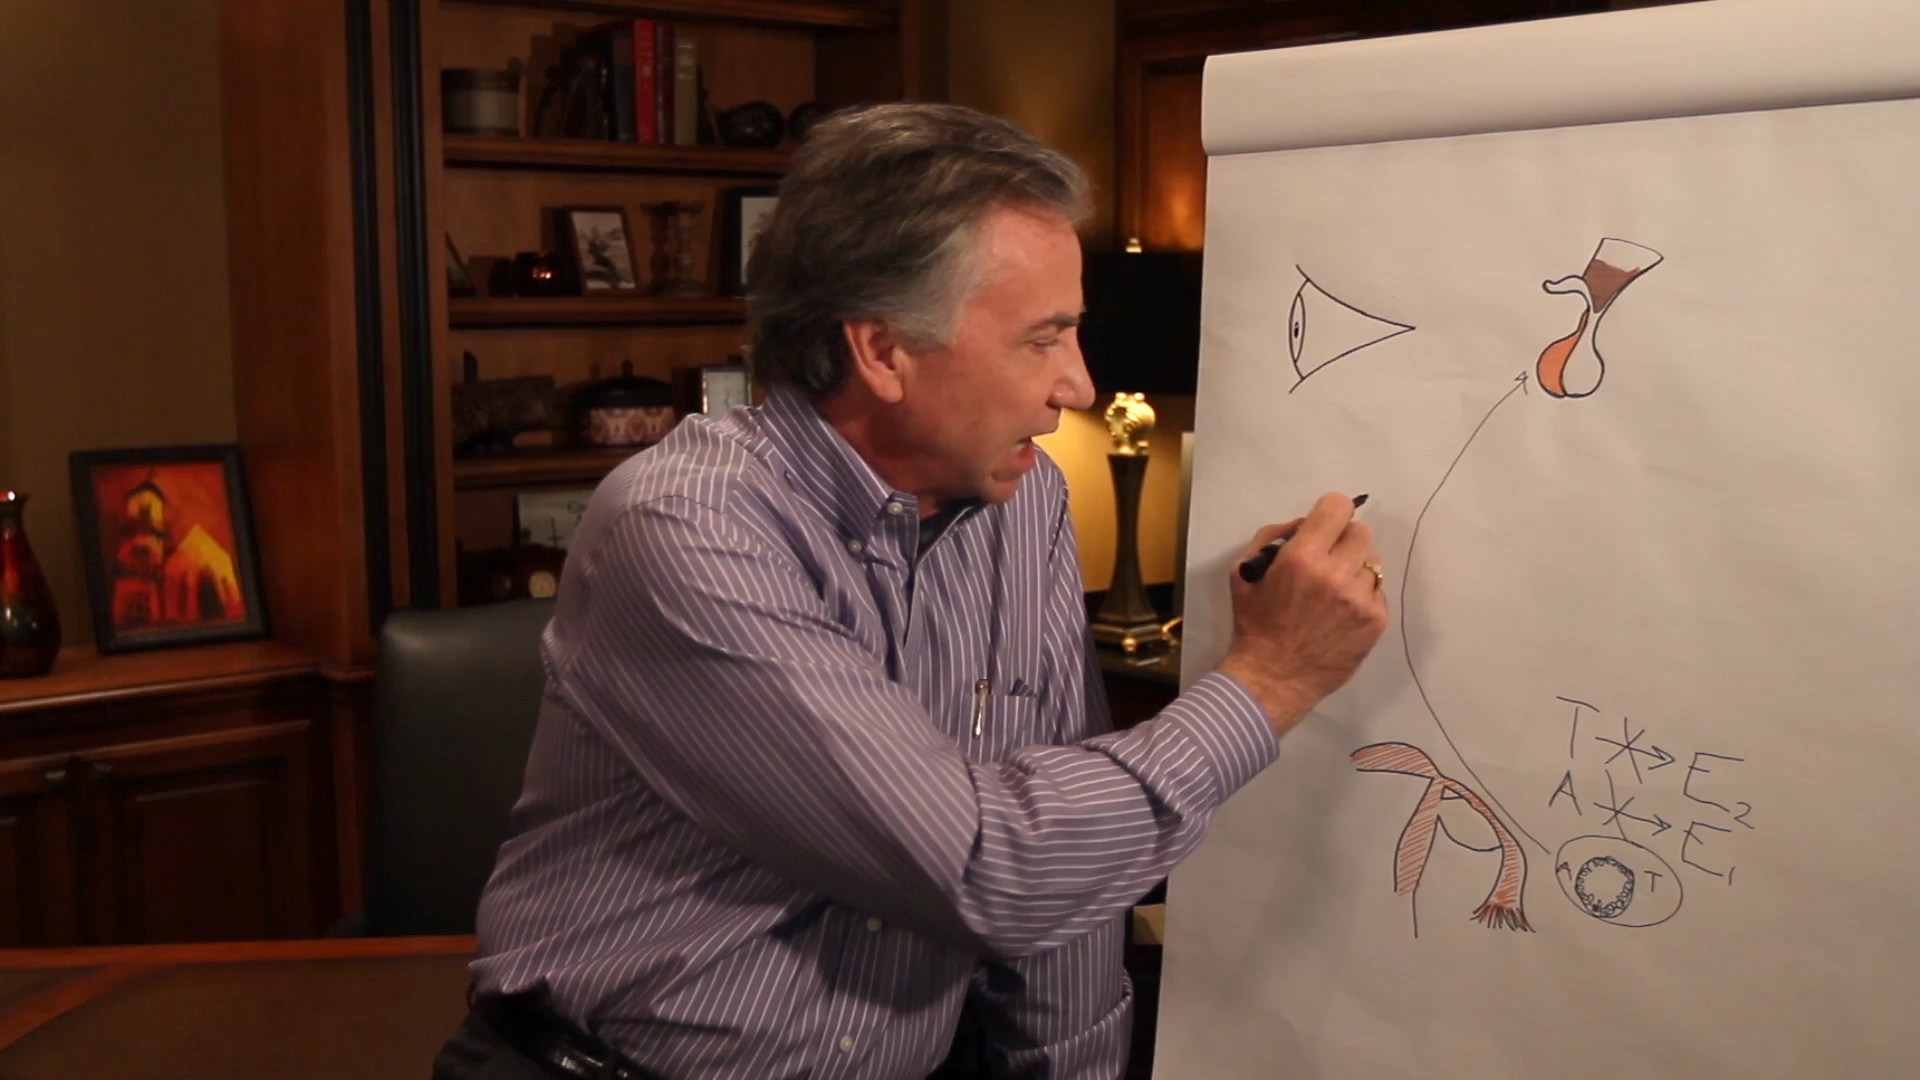 T → E2
A → E1
A T